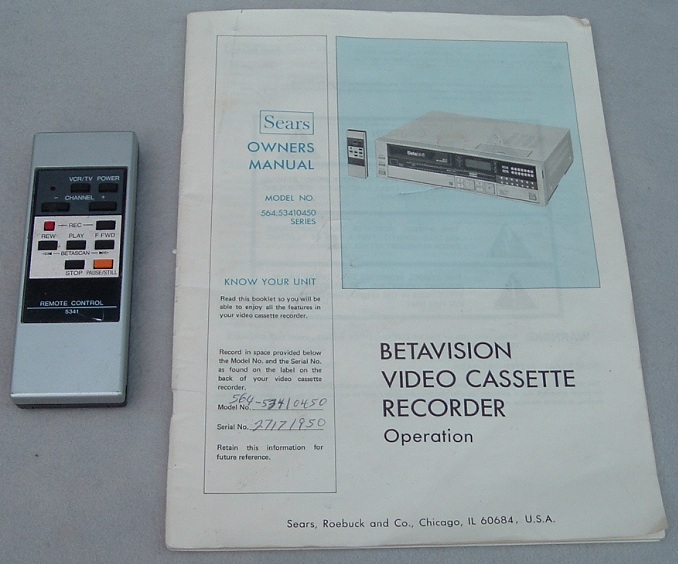 VCR/TV POWER
- CHANNEL +
REC
REW PLAY F.FWD
BETASCAN
STOP PAUSE/STILL
REMOTE CONTROL
5341
Sears
OWNERS
MANUAL
MODEL NO.
564.53410450
SERIES
KNOW YOUR UNIT
Read this booklet so you will be
able to enjoy all the features in
your video cassette recorder.
Record in space provided below
the Model No. and the Serial No.
as found on the label on the
back of your video cassette
recorder.
Model No. 564-53410450
Serial No. 27171950
Retain this information for
future reference.
BETAVISION
VIDEO CASSETTE
RECORDER
Operation
Sears, Roebuck and Co., Chicago, IL 60684, U.S.A.